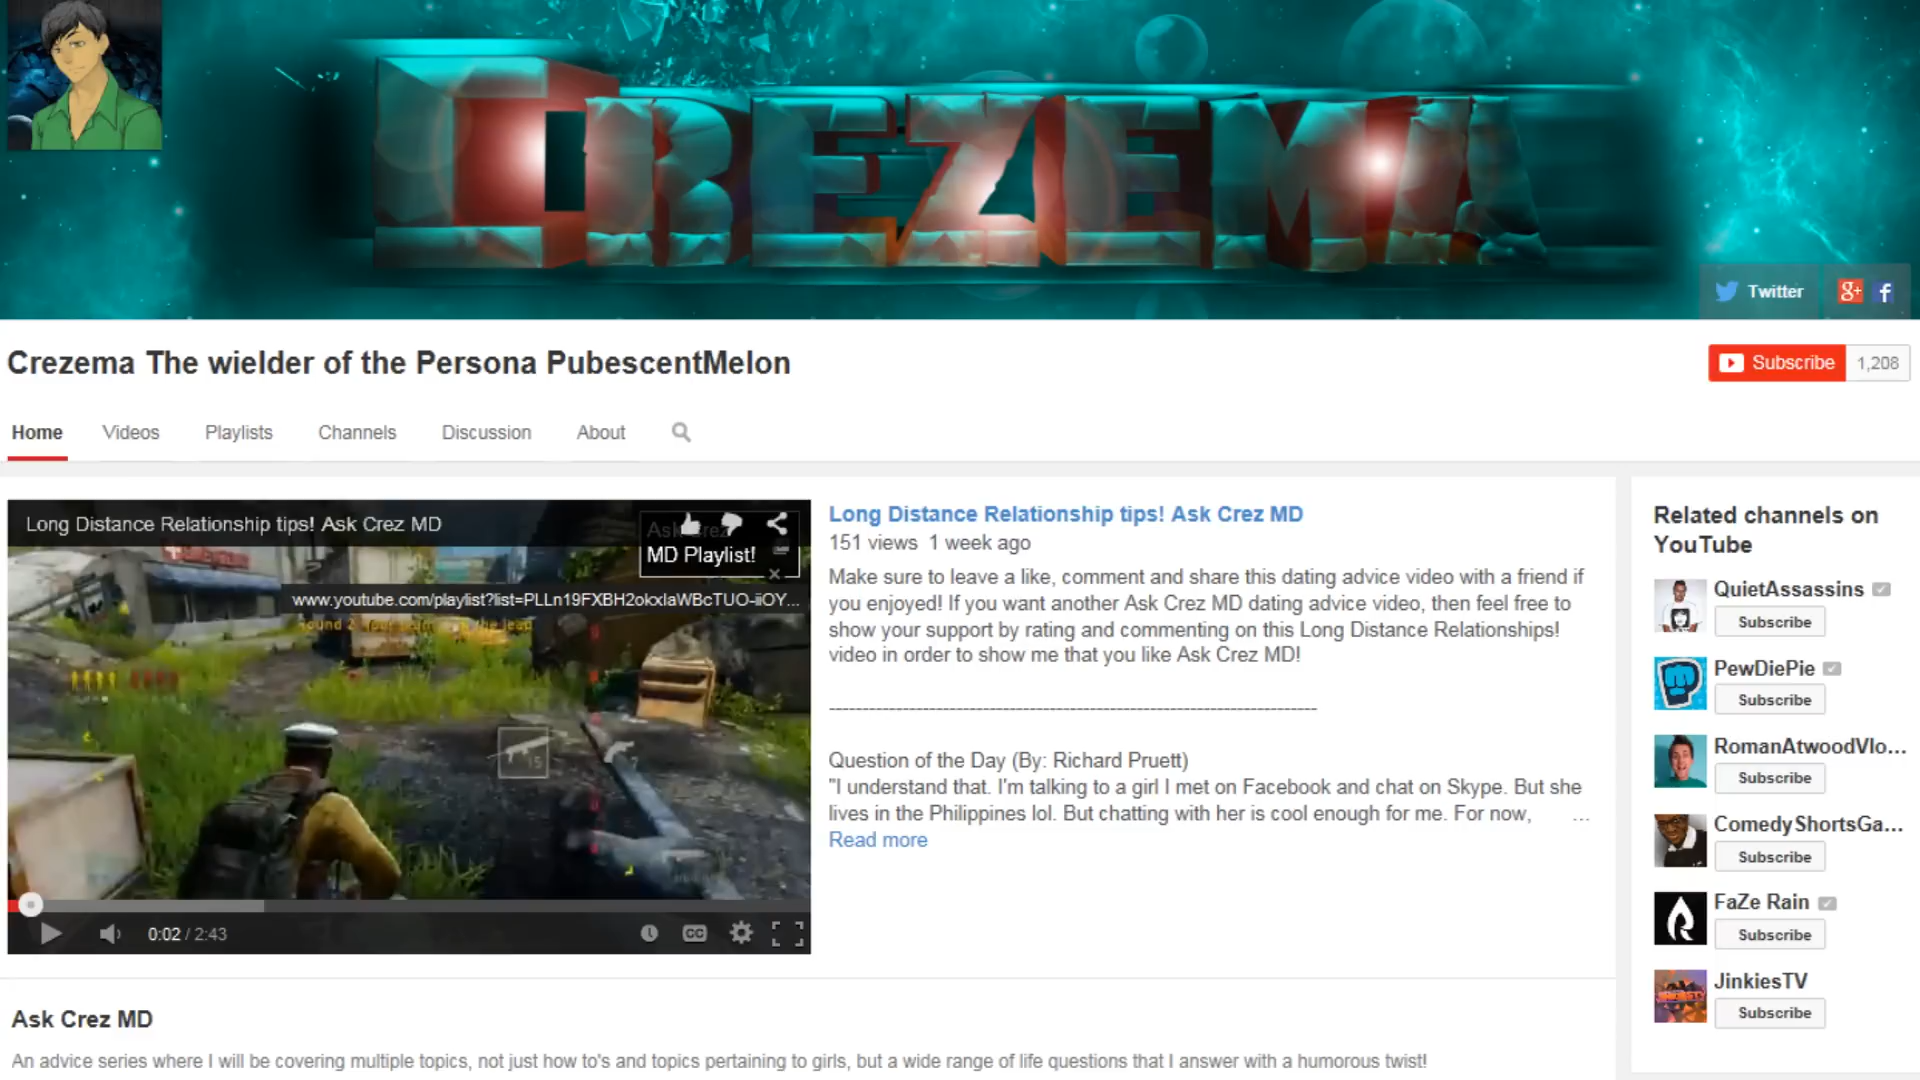 CREZEMA
Twitter
Crezema The wielder of the Persona PubescentMelon
Subscribe 1,208
Home Videos Playlists Channels Discussion About
Long Distance Relationship tips! Ask Crez MD
Ask Crez
MD Playlist!
www.youtube.com/playlist?list=PLLn19FXBH2okxlaWBcTUO-iiOY...
0:02 / 2:43
CC
Long Distance Relationship tips! Ask Crez MD
151 views 1 week ago
Make sure to leave a like, comment and share this dating advice video with a friend if
you enjoyed! If you want another Ask Crez MD dating advice video, then feel free to
show your support by rating and commenting on this Long Distance Relationships!
video in order to show me that you like Ask Crez MD!
--------------------------------------------------------------------------
Question of the Day (By: Richard Pruett)
"I understand that. I'm talking to a girl I met on Facebook and chat on Skype. But she
lives in the Philippines lol. But chatting with her is cool enough for me. For now, ...
Read more
Related channels on
YouTube
QuietAssassins
Subscribe
PewDiePie
Subscribe
RomanAtwoodVlo...
Subscribe
ComedyShortsGa...
Subscribe
FaZe Rain
Subscribe
JinkiesTV
Subscribe
Ask Crez MD
An advice series where I will be covering multiple topics, not just how to's and topics pertaining to girls, but a wide range of life questions that I answer with a humorous twist!